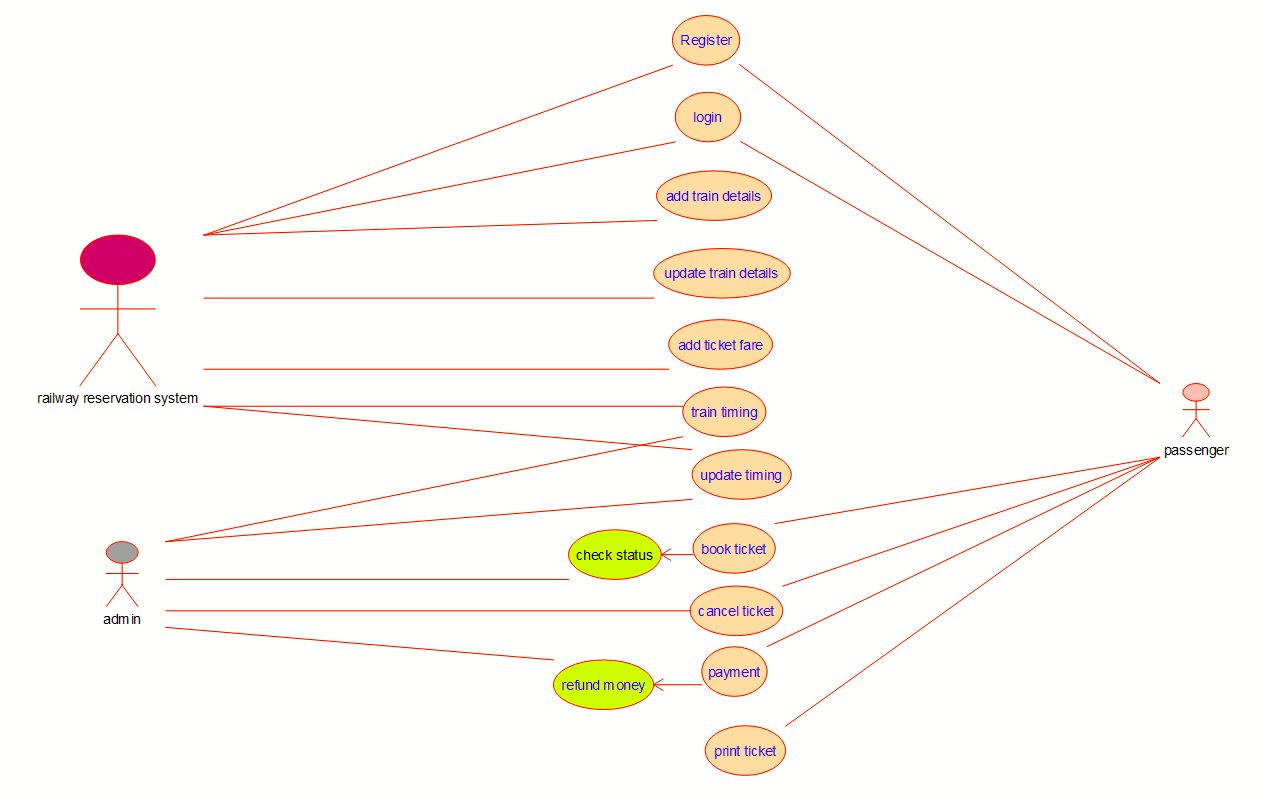 Register
login
add train details
update train details
add ticket fare
railway reservation system
train timing
passenger
update timing
check status
book ticket
admin
cancel ticket
refund money
payment
print ticket